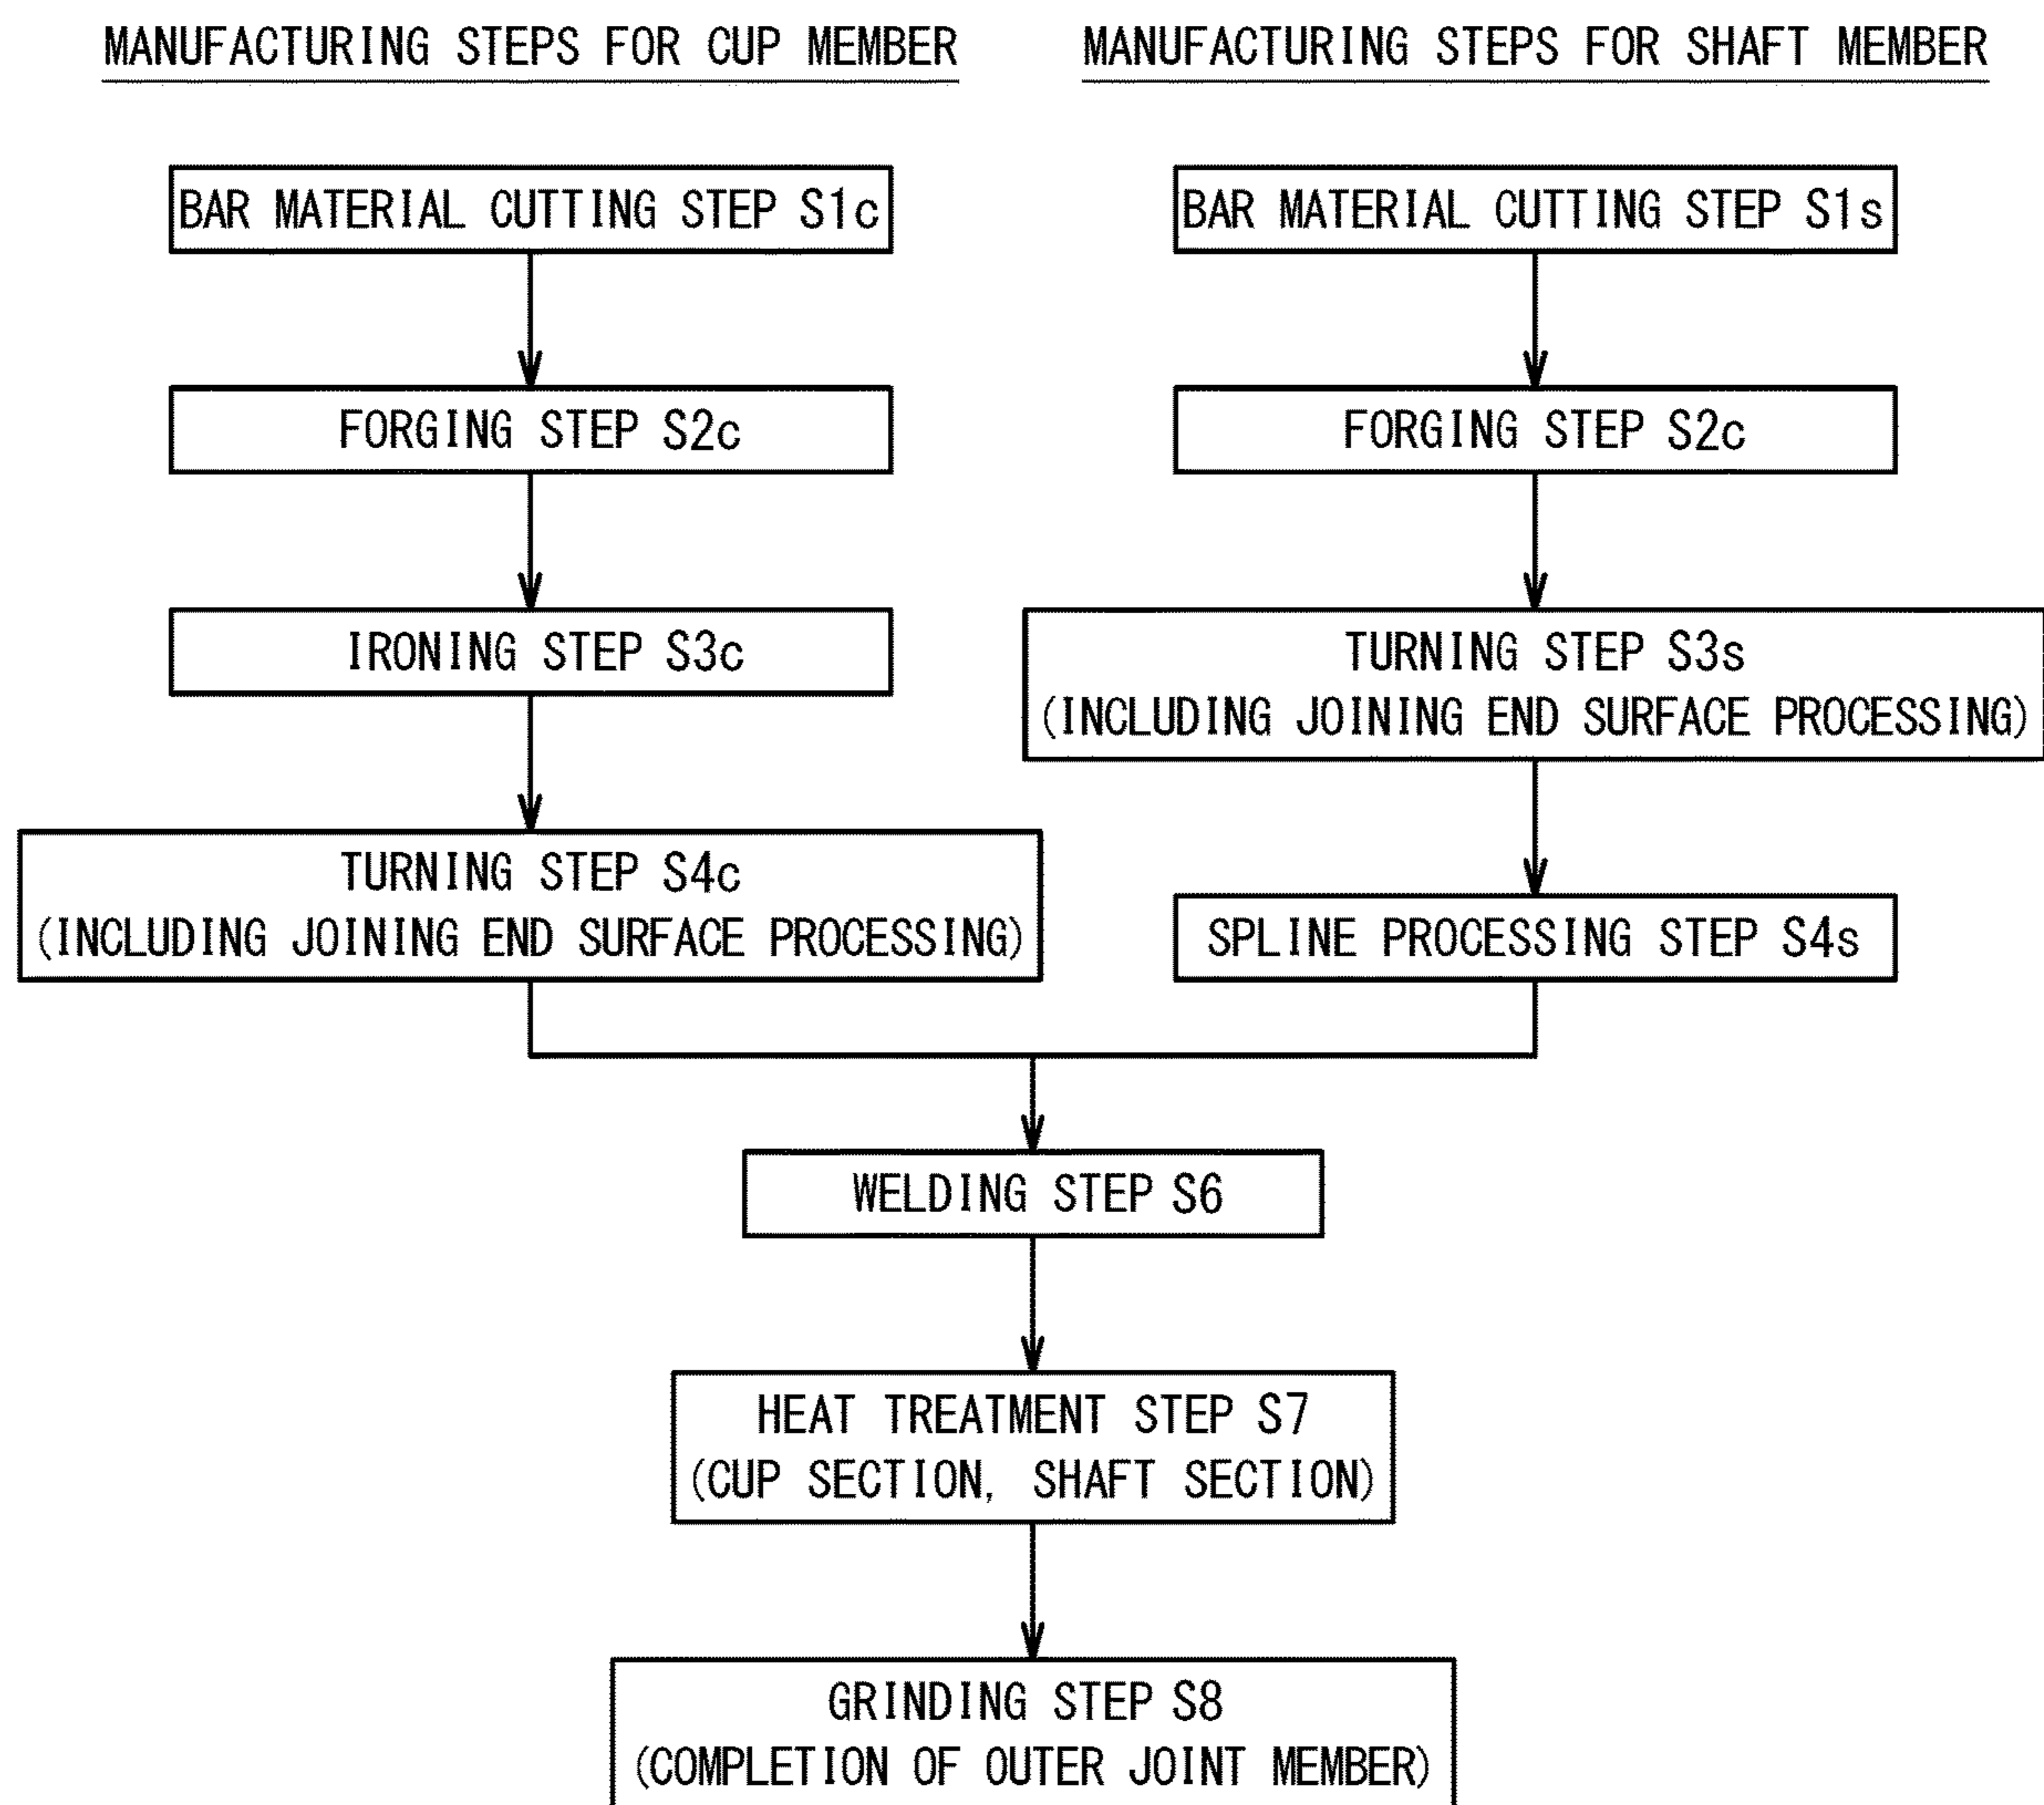 MANUFACTURING STEPS FOR CUP MEMBER
BAR MATERIAL CUTTING STEP S1c
FORGING STEP S2c
IRONING STEP S3c
TURNING STEP S4c
(INCLUDING JOINING END SURFACE PROCESSING)
MANUFACTURING STEPS FOR SHAFT MEMBER
BAR MATERIAL CUTTING STEP S1s
FORGING STEP S2c
TURNING STEP S3s
(INCLUDING JOINING END SURFACE PROCESSING)
SPLINE PROCESSING STEP S4s
WELDING STEP S6
HEAT TREATMENT STEP S7
(CUP SECTION, SHAFT SECTION)
GRINDING STEP S8
(COMPLETION OF OUTER JOINT MEMBER)